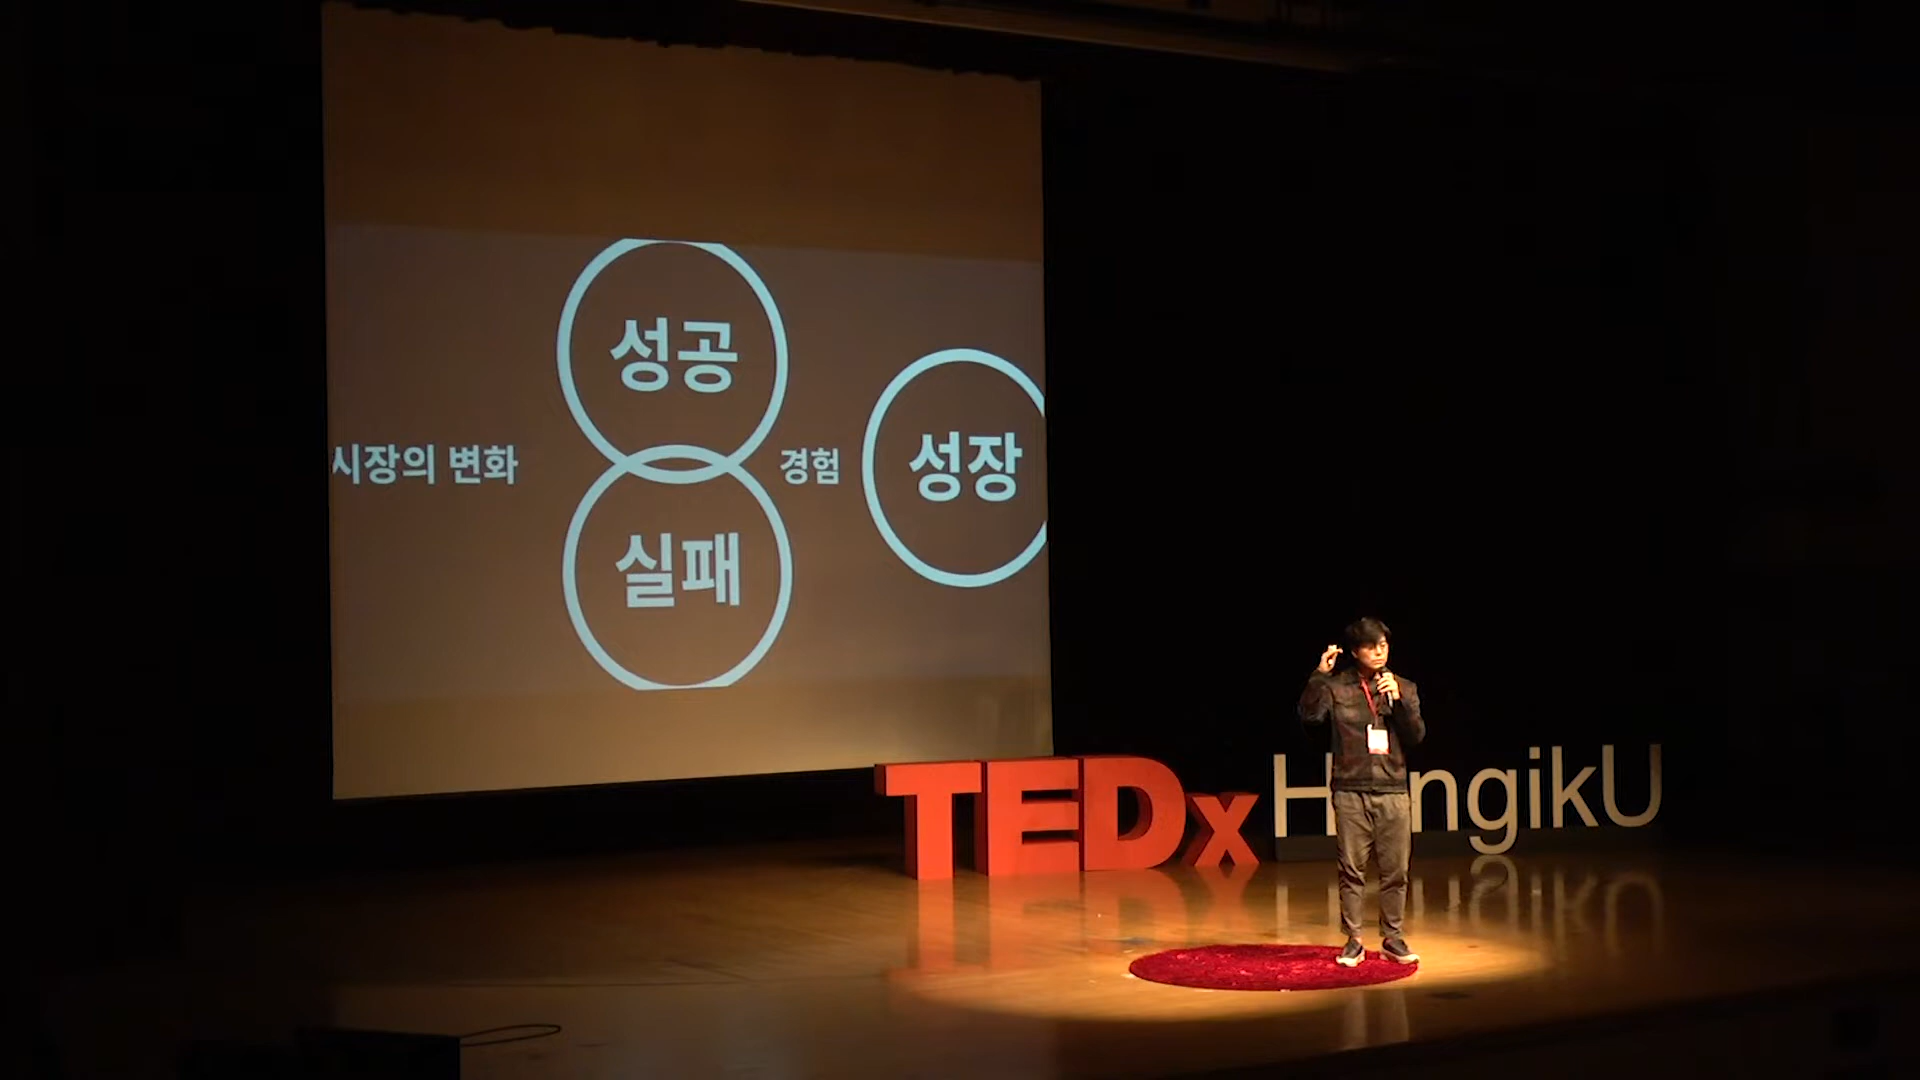 성공
시장의 변화
경험
성장
실패
TEDx
H ngikU